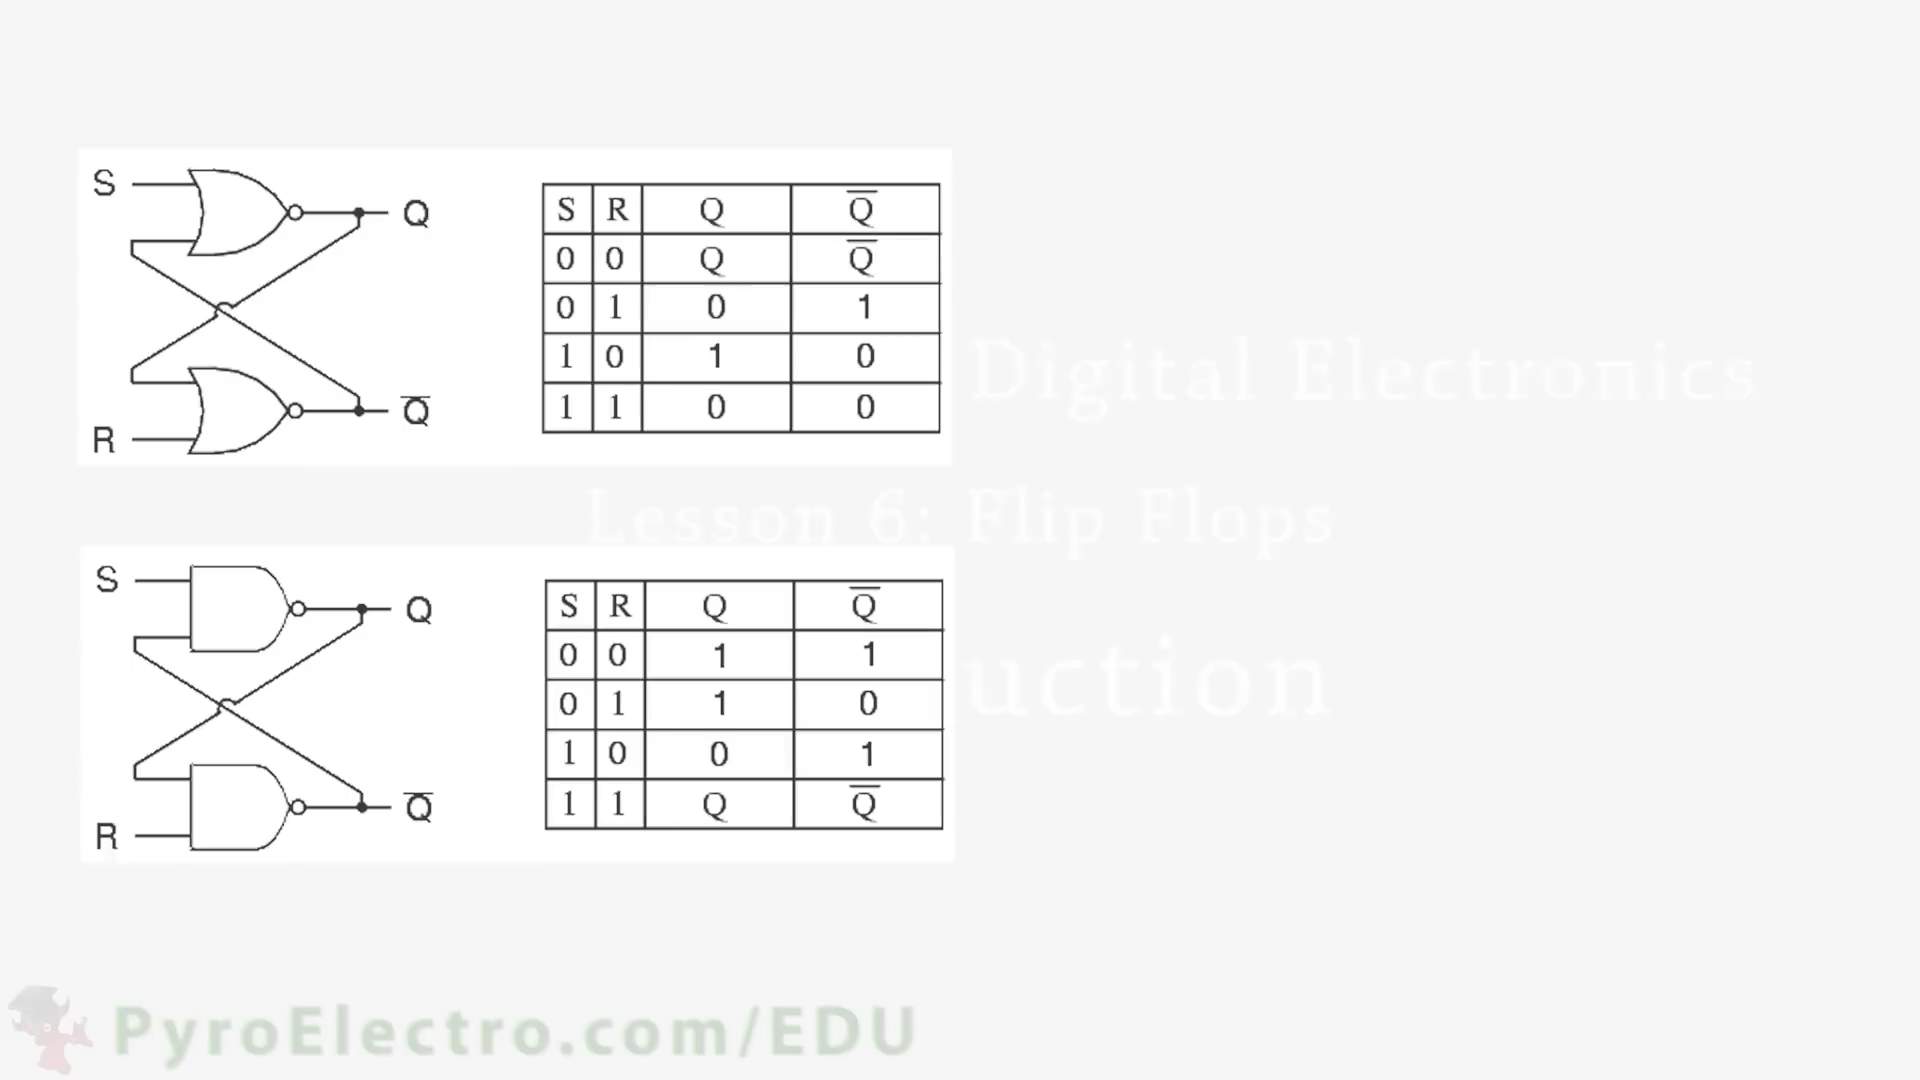 S
Q
R
Q̅
S R Q Q̅
0 0 Q Q̅
0 1 0 1
1 0 1 0
1 1 0 0
Digital Electronics
Lesson 6: Flip Flops
uction
S
Q
R
Q̅
S R Q Q̅
0 0 1 1
0 1 1 0
1 0 0 1
1 1 Q Q̅
PyroElectro.com/EDU